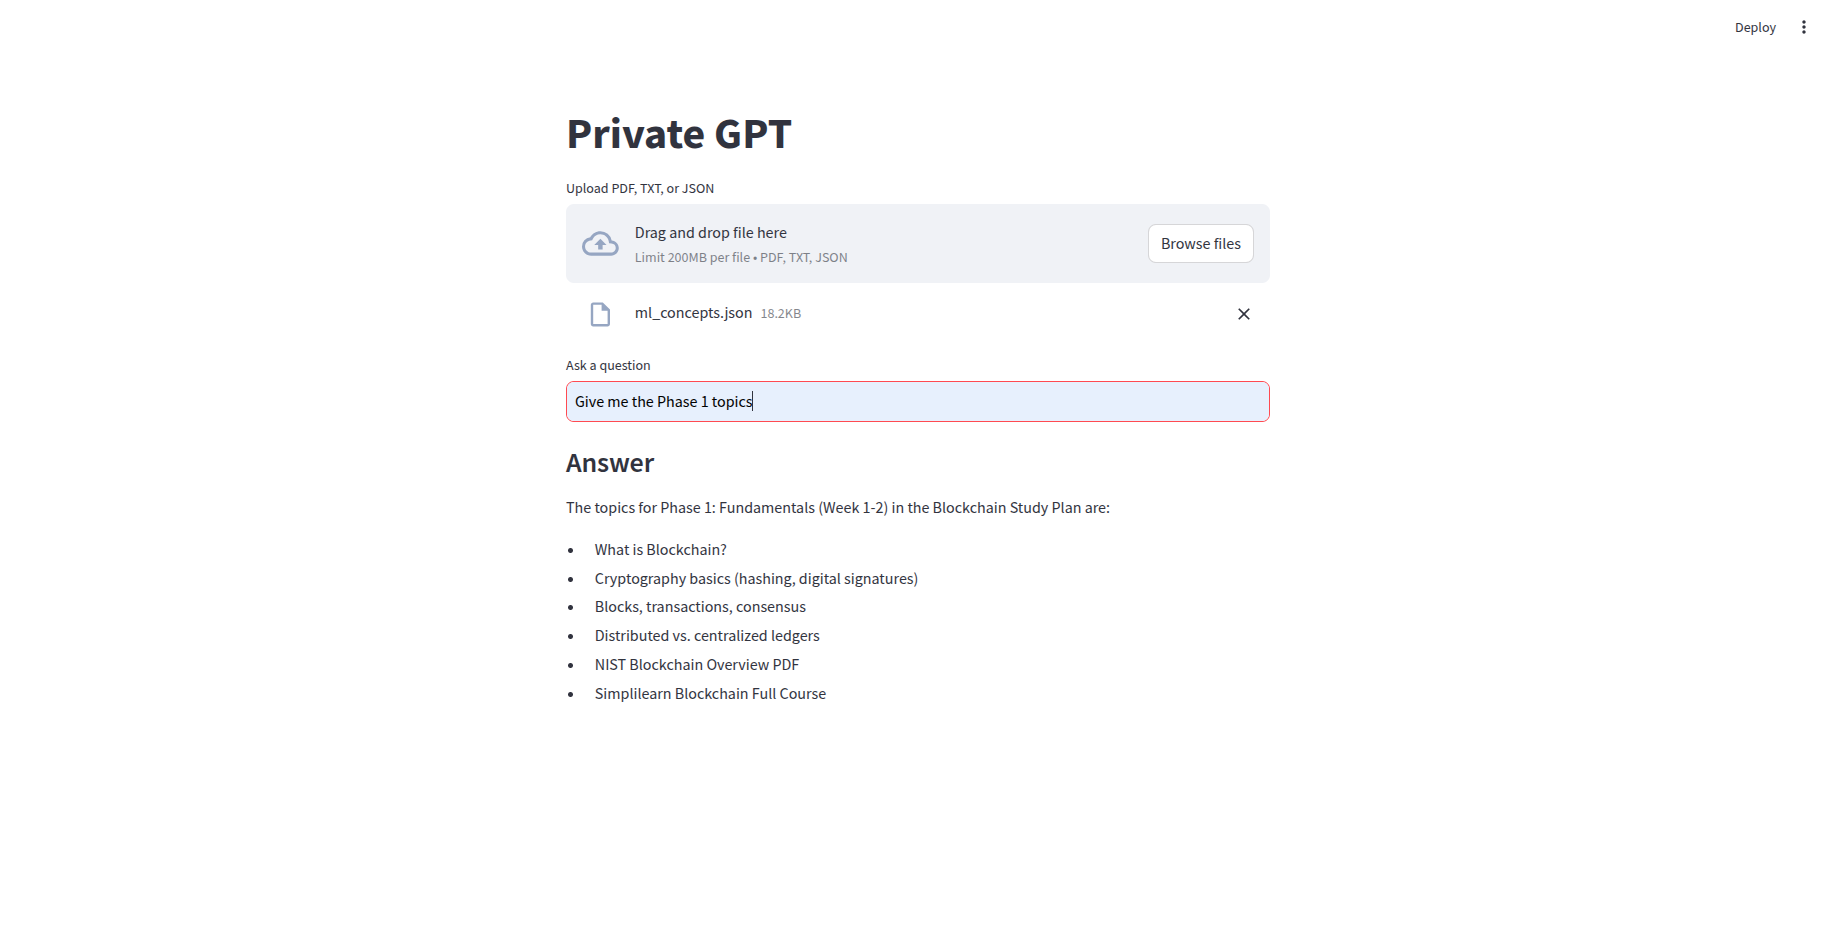 Deploy
Private GPT
Upload PDF, TXT, or JSON
Drag and drop file here
Limit 200MB per file • PDF, TXT, JSON
Browse files
ml_concepts.json 18.2KB
Ask a question
Give me the Phase 1 topics
Answer
The topics for Phase 1: Fundamentals (Week 1-2) in the Blockchain Study Plan are:
• What is Blockchain?
• Cryptography basics (hashing, digital signatures)
• Blocks, transactions, consensus
• Distributed vs. centralized ledgers
• NIST Blockchain Overview PDF
• Simplilearn Blockchain Full Course